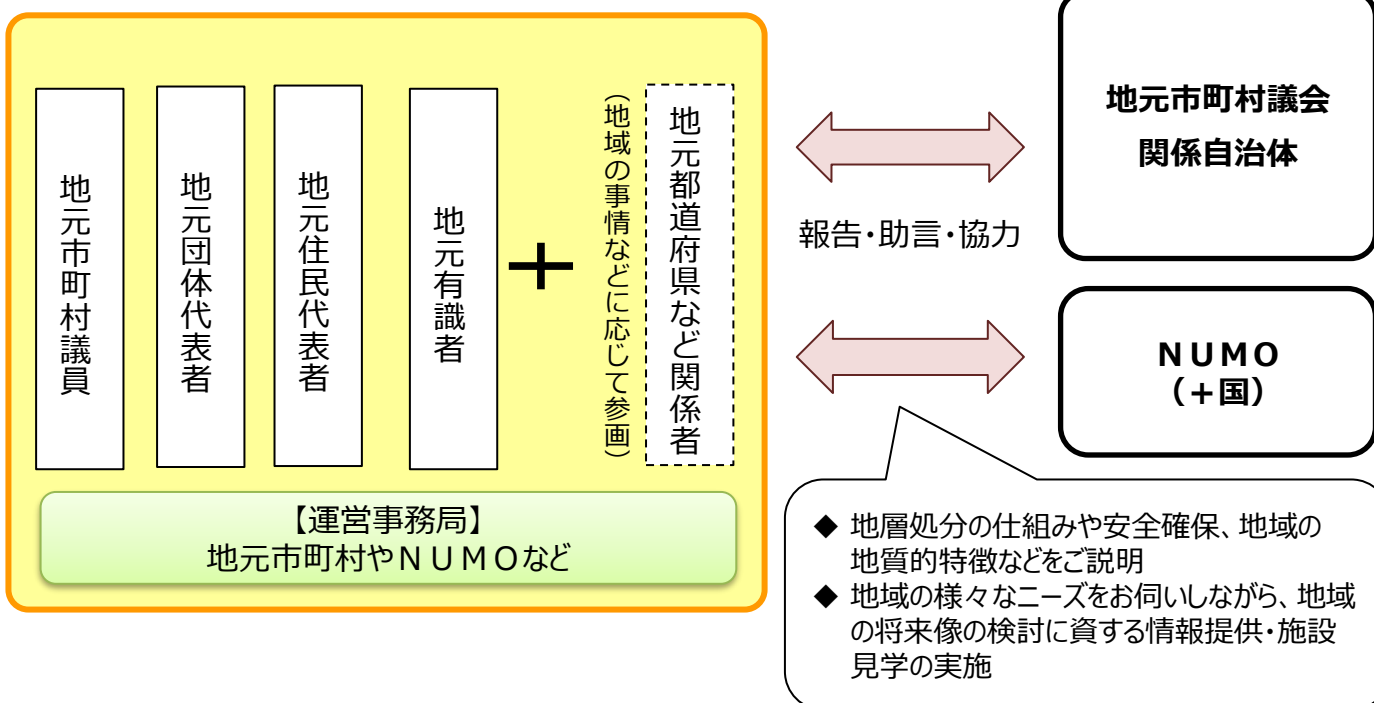 地元市町村議員
地元団体代表者
地元住民代表者
地元有識者
＋
(地域の事情などに応じて参画)
地元都道府県など関係者
【運営事務局】
地元市町村やＮＵＭＯなど
報告・助言・協力
地元市町村議会
関係自治体
ＮＵＭＯ
（＋国）
◆ 地層処分の仕組みや安全確保、地域の
地質的特徴などをご説明
◆ 地域の様々なニーズをお伺いしながら、地域
の将来像の検討に資する情報提供・施設
見学の実施